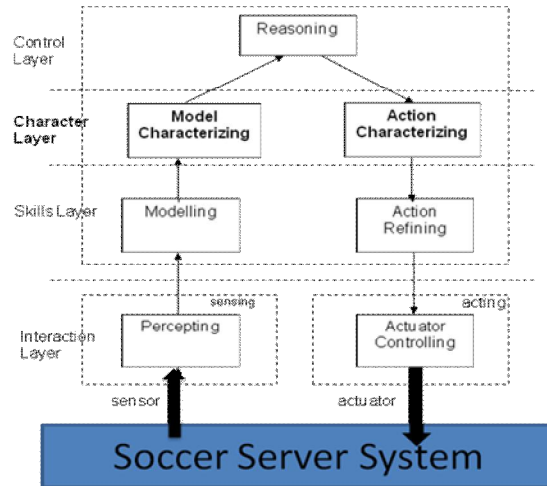 Control
Layer
Reasoning
Character
Layer
Model
Characterizing
Action
Characterizing
Skills Layer
Modelling
Action
Refining
sensing
acting
Interaction
Layer
Percepting
Actuator
Controlling
sensor
actuator
Soccer Server System